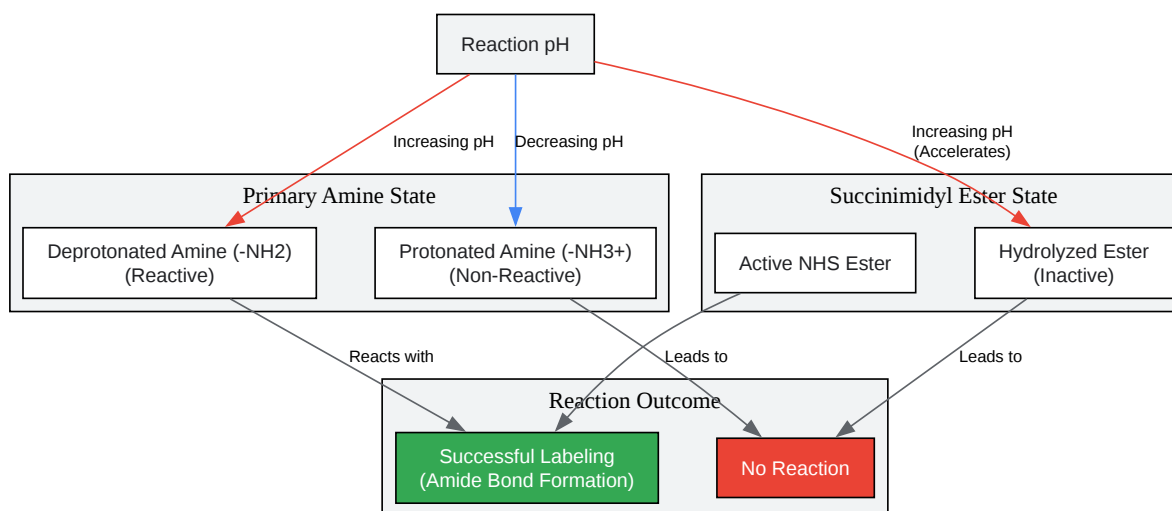 Reaction pH
Increasing pH
Decreasing pH
Increasing pH
(Accelerates)
Primary Amine State
Succinimidyl Ester State
Deprotonated Amine (-NH2)
(Reactive)
Protonated Amine (-NH3+)
(Non-Reactive)
Active NHS Ester
Hydrolyzed Ester
(Inactive)
Reacts with
Leads to
Leads to
Reaction Outcome
Successful Labeling
(Amide Bond Formation)
No Reaction